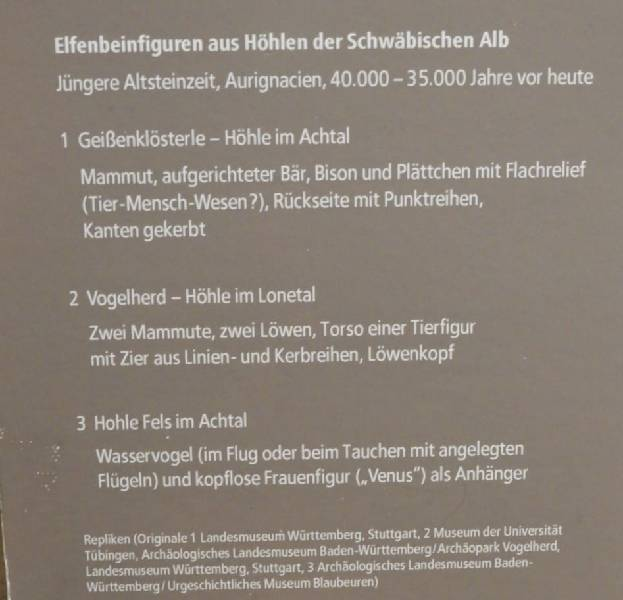 Elfenbeinfiguren aus Höhlen der Schwäbischen Alb
Jüngere Altsteinzeit, Aurignacien, 40.000 – 35.000 Jahre vor heute
1 Geißenklösterle – Höhle im Achtal
Mammut, aufgerichteter Bär, Bison und Plättchen mit Flachrelief
(Tier-Mensch-Wesen?), Rückseite mit Punktreihen,
Kanten gekerbt
2 Vogelherd – Höhle im Lonetal
Zwei Mammute, zwei Löwen, Torso einer Tierfigur
mit Zier aus Linien- und Kerbreihen, Löwenkopf
3 Hohle Fels im Achtal
Wasservogel (im Flug oder beim Tauchen mit angelegten
Flügeln) und kopflose Frauenfigur („Venus“) als Anhänger
Repliken (Originale 1 Landesmuseum Württemberg, Stuttgart, 2 Museum der Universität
Tübingen, Archäologisches Landesmuseum Baden-Württemberg/Archäopark Vogelherd,
Landesmuseum Württemberg, Stuttgart, 3 Archäologisches Landesmuseum Baden-
Württemberg/ Urgeschichtliches Museum Blaubeuren)